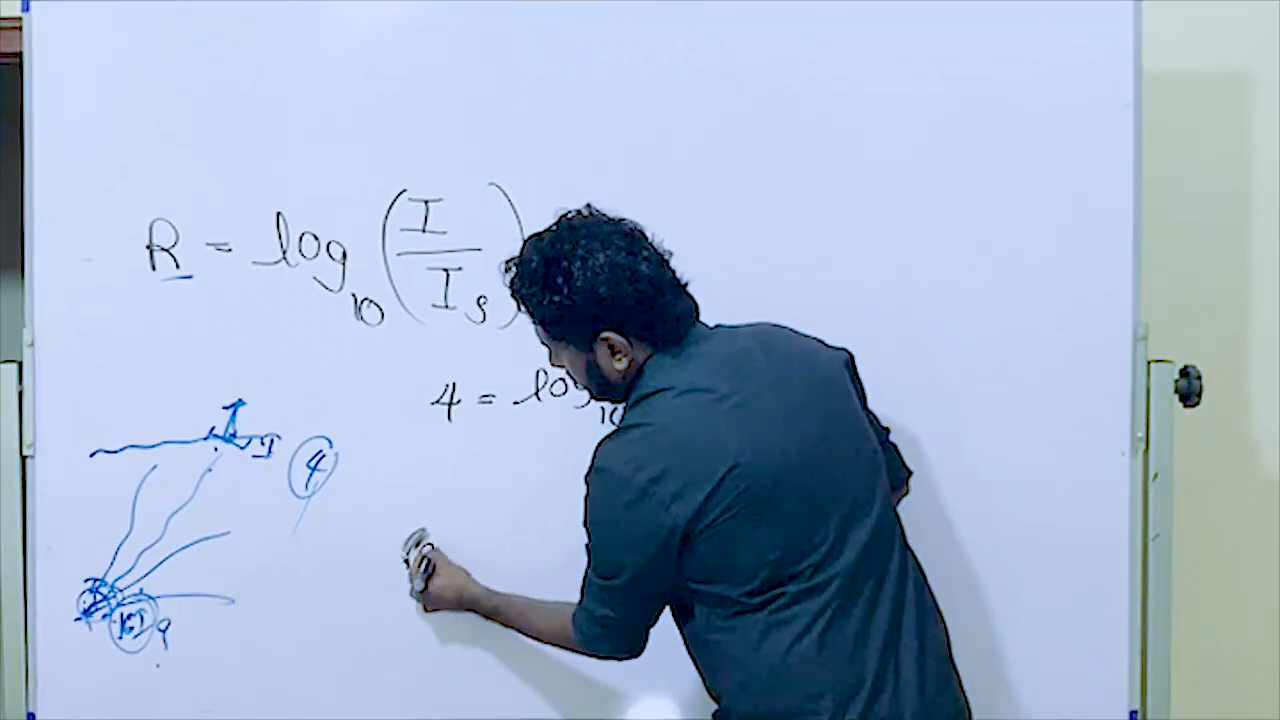 R = log₁₀ (I / Iₛ)
4 = log₁₀
I
I
4